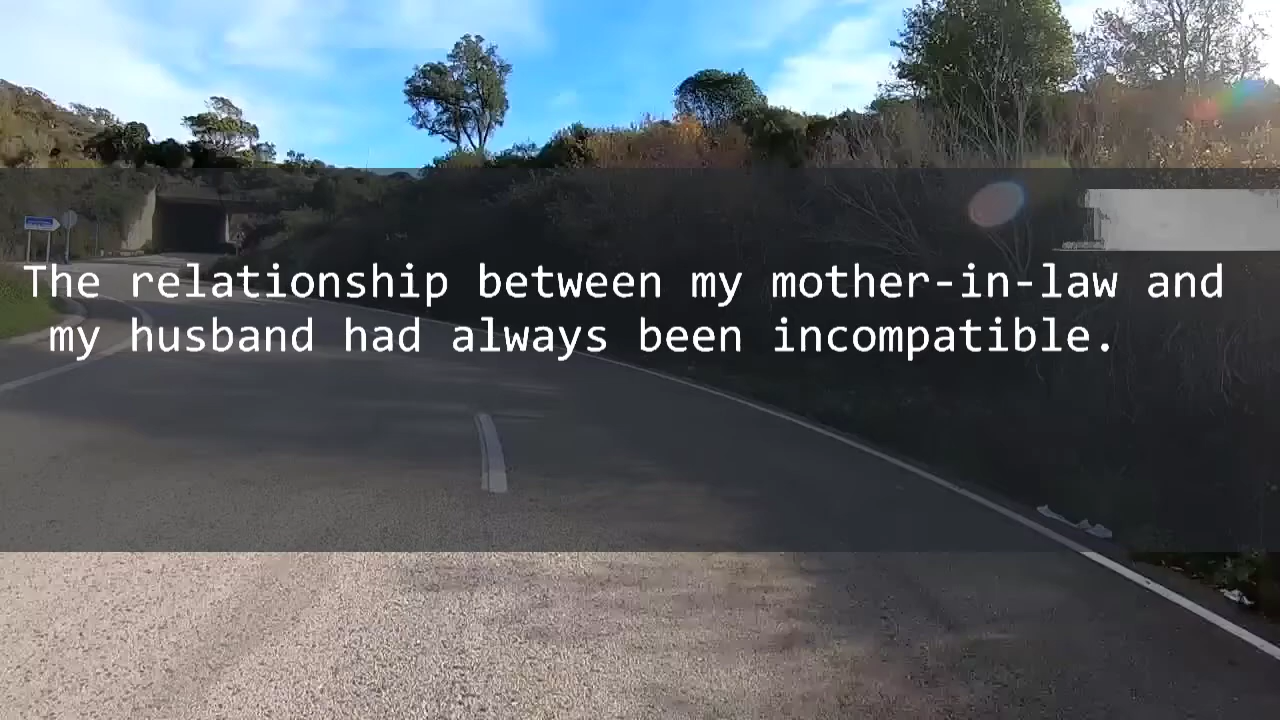 The relationship between my mother-in-law and
my husband had always been incompatible.